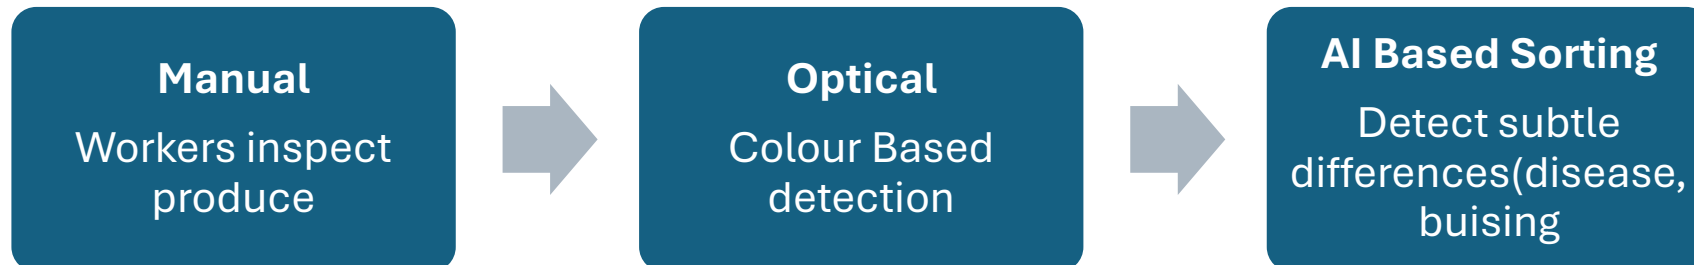 Manual
Workers inspect
produce
Optical
Colour Based
detection
AI Based Sorting
Detect subtle
differences(disease,
buising